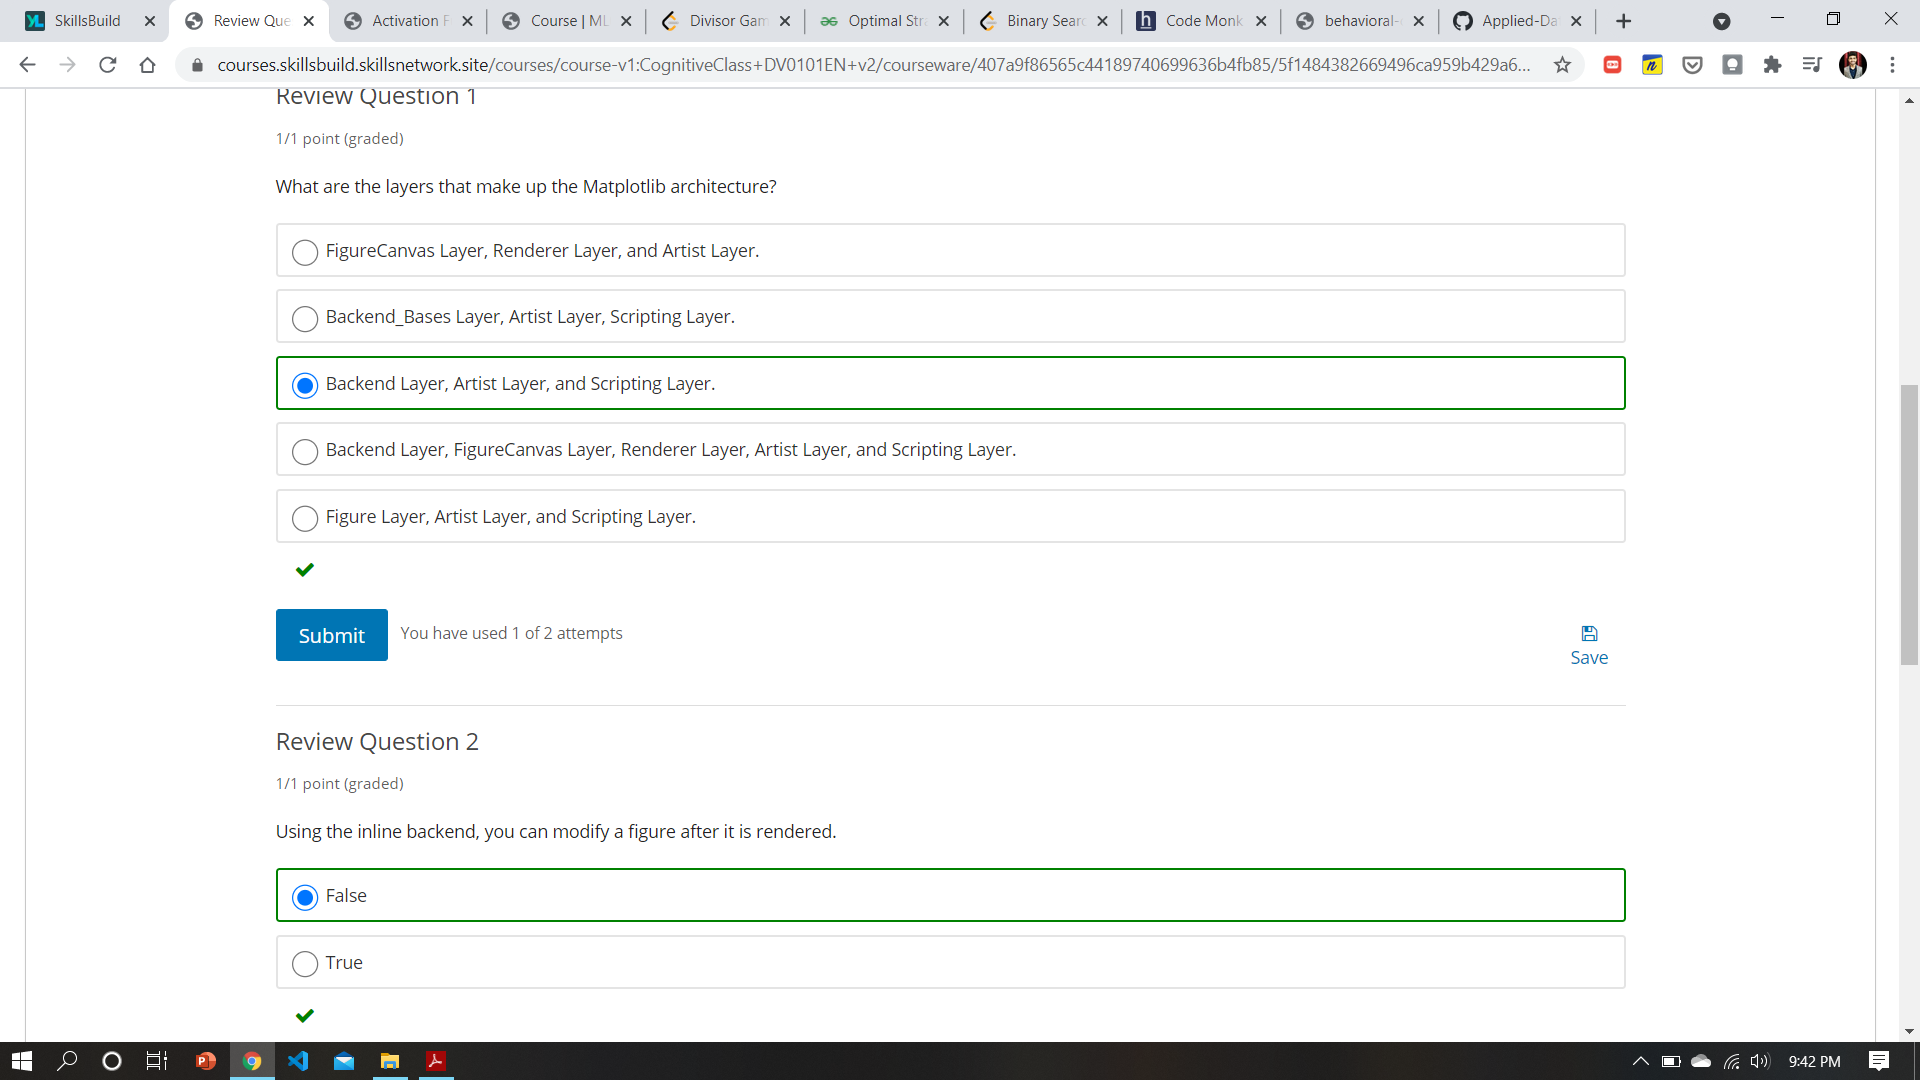 SkillsBuild
Review Que
Activation F
Course | ML
Divisor Gam
Optimal Stra
Binary Searc
Code Monk
behavioral-
Applied-Da
courses.skillsbuild.skillsnetwork.site/courses/course-v1:CognitiveClass+DV0101EN+v2/courseware/407a9f86565c44189740699636b4fb85/5f1484382669496ca959b429a6...
Review Question 1
1/1 point (graded)
What are the layers that make up the Matplotlib architecture?
FigureCanvas Layer, Renderer Layer, and Artist Layer.
Backend_Bases Layer, Artist Layer, Scripting Layer.
Backend Layer, Artist Layer, and Scripting Layer.
Backend Layer, FigureCanvas Layer, Renderer Layer, Artist Layer, and Scripting Layer.
Figure Layer, Artist Layer, and Scripting Layer.
Submit
You have used 1 of 2 attempts
Save
Review Question 2
1/1 point (graded)
Using the inline backend, you can modify a figure after it is rendered.
False
True
9:42 PM